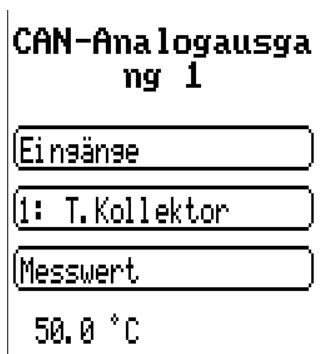 CAN-Analogausga
ng 1
Eingänge
1: T.Kollektor
Messwert
50.0 °C